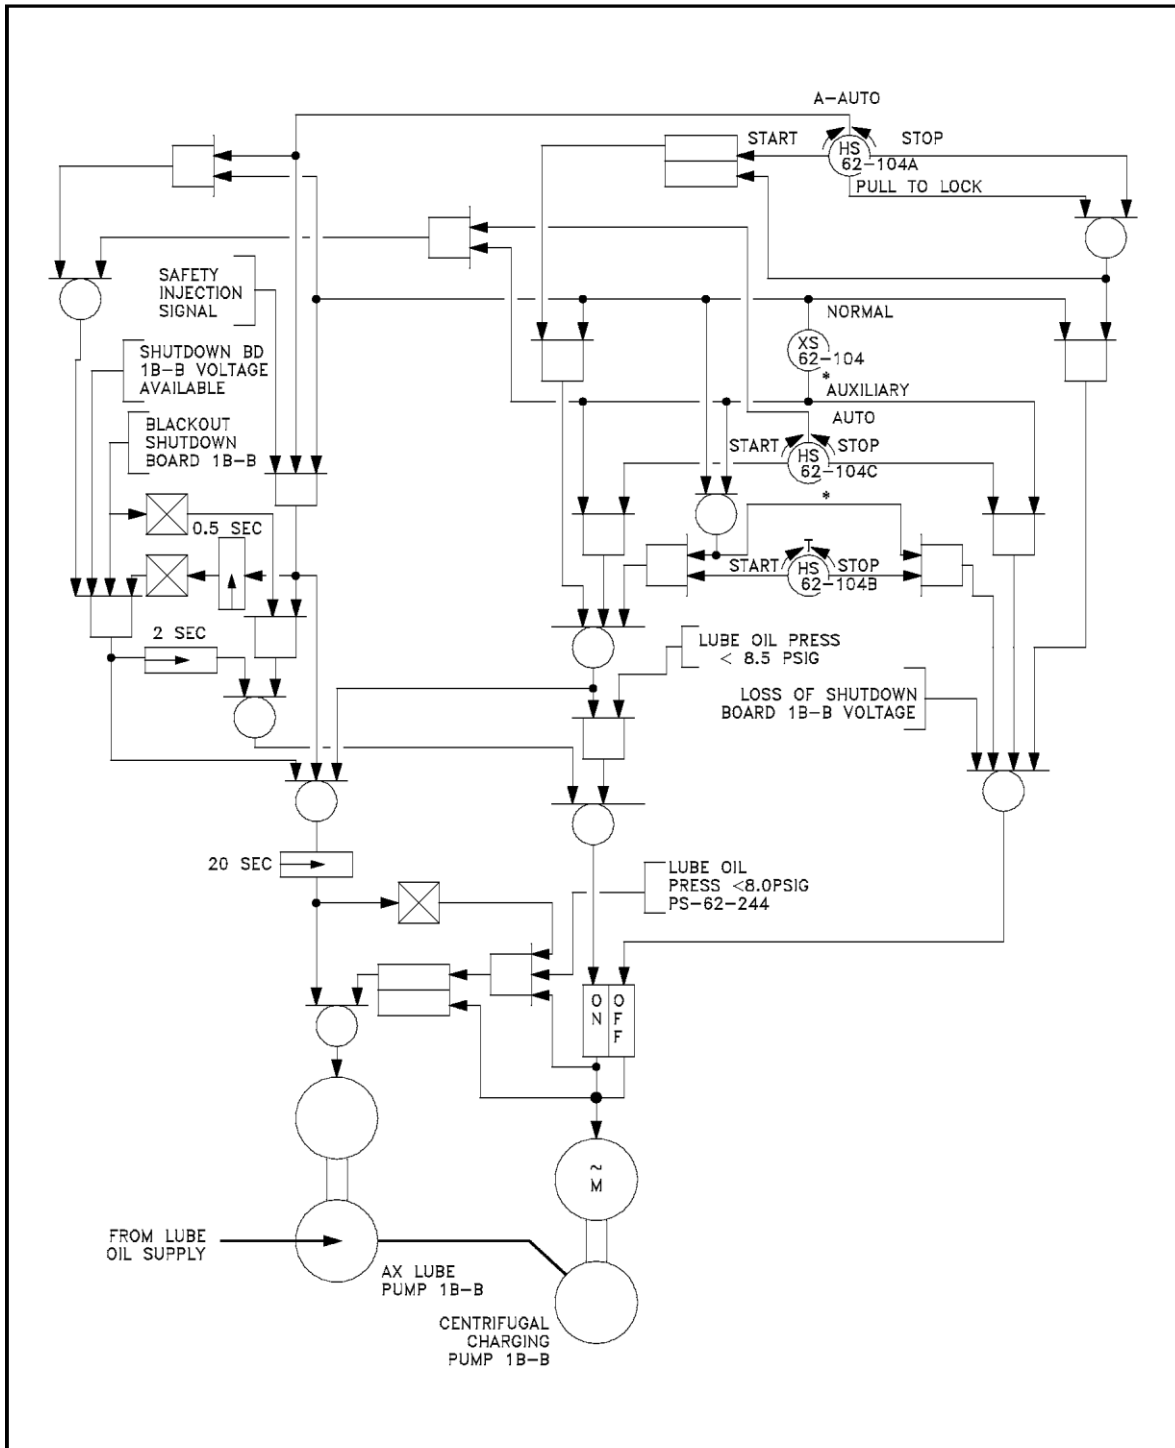 A-AUTO
START
STOP
HS
62-104A
PULL TO LOCK
SAFETY
INJECTION
SIGNAL
NORMAL
SHUTDOWN BD
1B-B VOLTAGE
AVAILABLE
XS
62-104
*
AUXILIARY
BLACKOUT
SHUTDOWN
BOARD 1B-B
AUTO
START
STOP
HS
62-104C
*
0.5 SEC
T
START
STOP
HS
62-104B
2 SEC
LUBE OIL PRESS
< 8.5 PSIG
LOSS OF SHUTDOWN
BOARD 1B-B VOLTAGE
20 SEC
LUBE OIL
PRESS <8.0PSIG
PS-62-244
ON
OFF
~
M
FROM LUBE
OIL SUPPLY
AX LUBE
PUMP 1B-B
CENTRIFUGAL
CHARGING
PUMP 1B-B